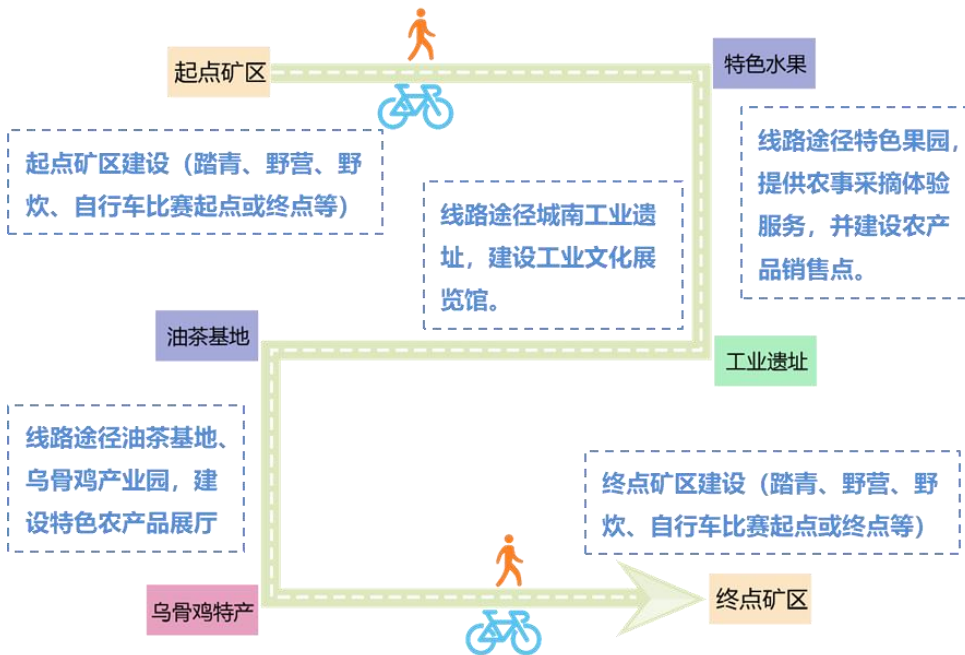 起点矿区
特色水果
起点矿区建设（踏青、野营、野
炊、自行车比赛起点或终点等）
线路途径特色果园，
提供农事采摘体验
服务，并建设农产
品销售点。
线路途径城南工业遗
址，建设工业文化展
览馆。
油茶基地
工业遗址
线路途径油茶基地、
乌骨鸡产业园，建
设特色农产品展厅
终点矿区建设（踏青、野营、野
炊、自行车比赛起点或终点等）
乌骨鸡特产
终点矿区